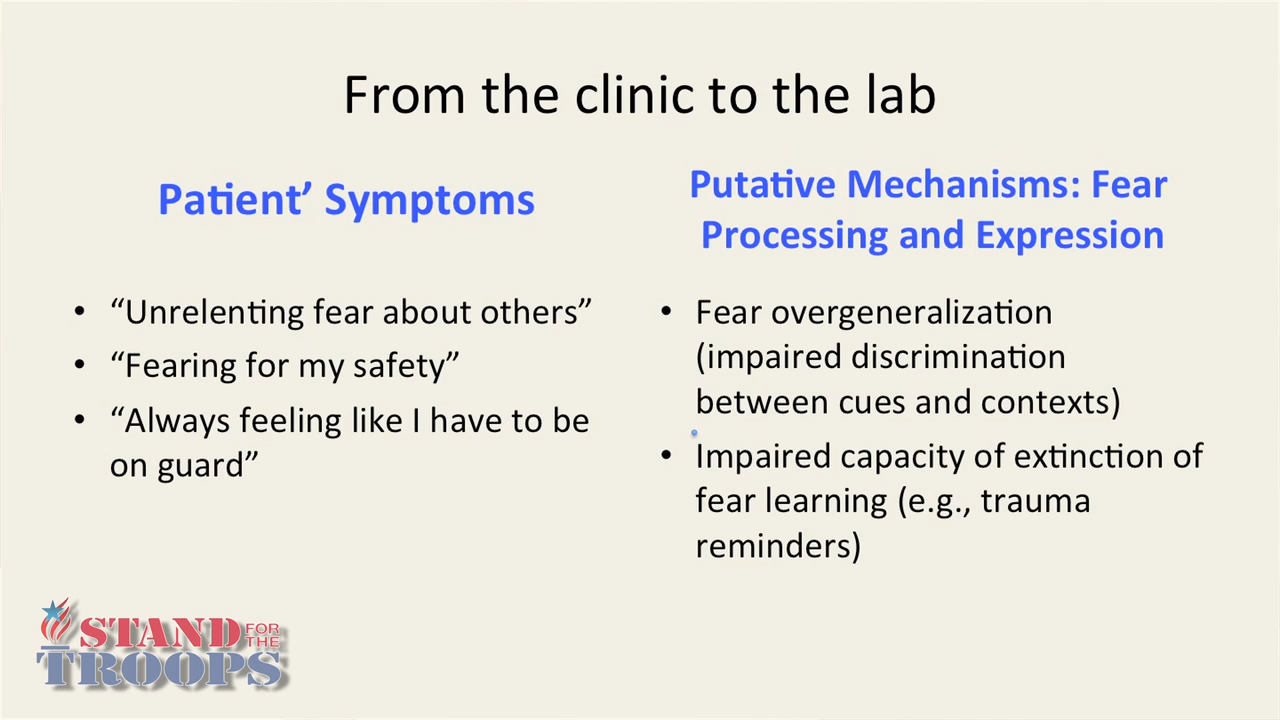 From the clinic to the lab
Patient’ Symptoms
• “Unrelenting fear about others”
• “Fearing for my safety”
• “Always feeling like I have to be
on guard”
Putative Mechanisms: Fear
Processing and Expression
• Fear overgeneralization
(impaired discrimination
between cues and contexts)
• Impaired capacity of extinction of
fear learning (e.g., trauma
reminders)
STAND FOR THE
TROOPS